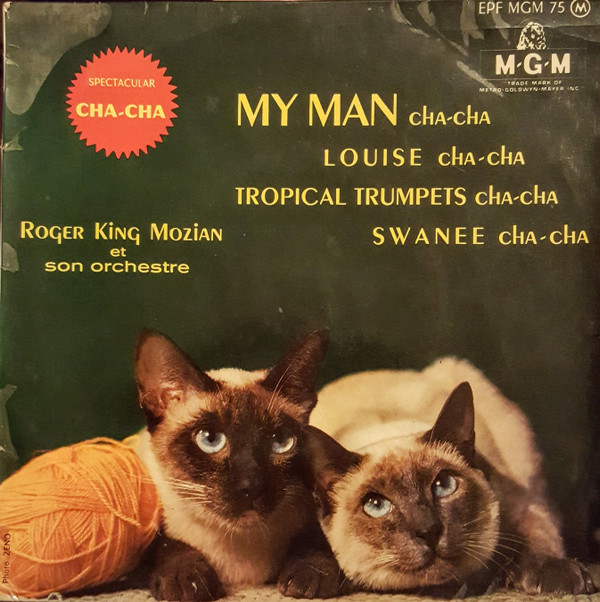 EPF MGM 75 M
M-G-M
TRADE MARK OF
METRO-GOLDWYN-MAYER INC
SPECTACULAR
CHA-CHA
MY MAN CHA-CHA
LOUISE CHA-CHA
TROPICAL TRUMPETS CHA-CHA
SWANEE CHA-CHA
ROGER KING MOZIAN
et
son orchestre
Photo ZENO